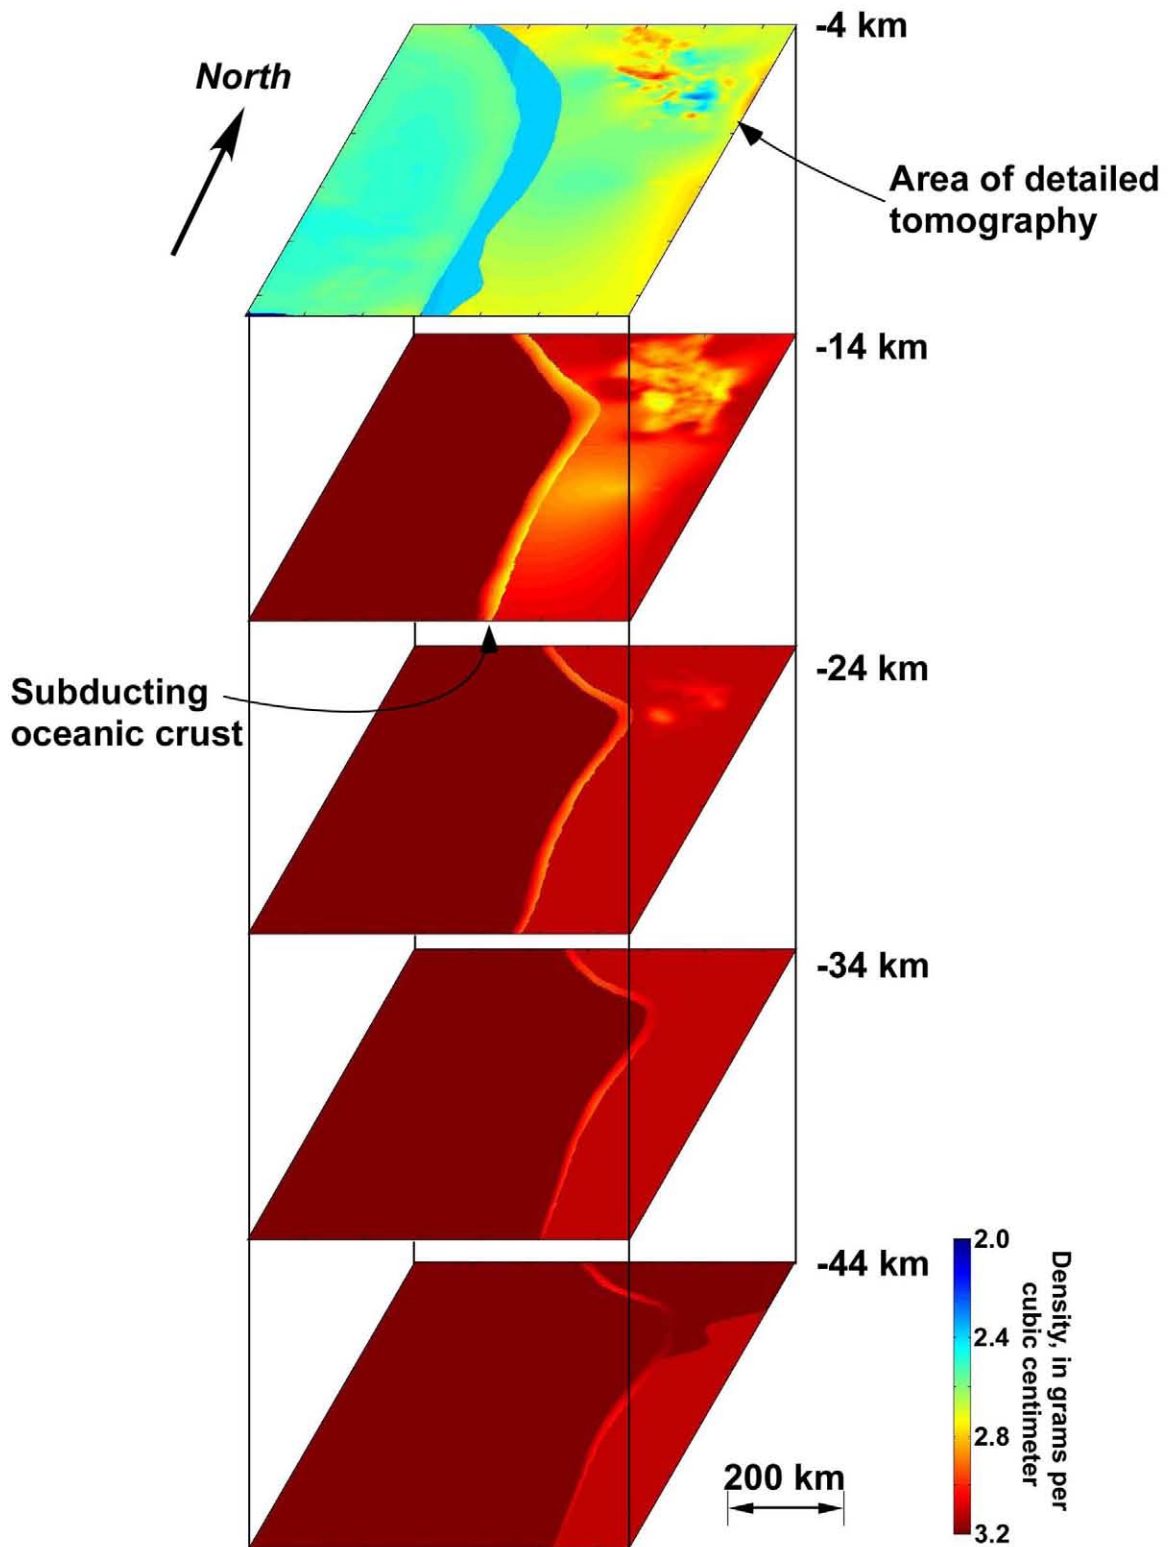 -4 km
North
Area of detailed
tomography
-14 km
-24 km
Subducting
oceanic crust
-34 km
-44 km
2.0
2.4
2.8
3.2
Density, in grams per
cubic centimeter
200 km